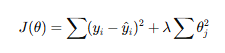 J(θ) = ∑(yᵢ − ŷᵢ)² + λ∑θⱼ²